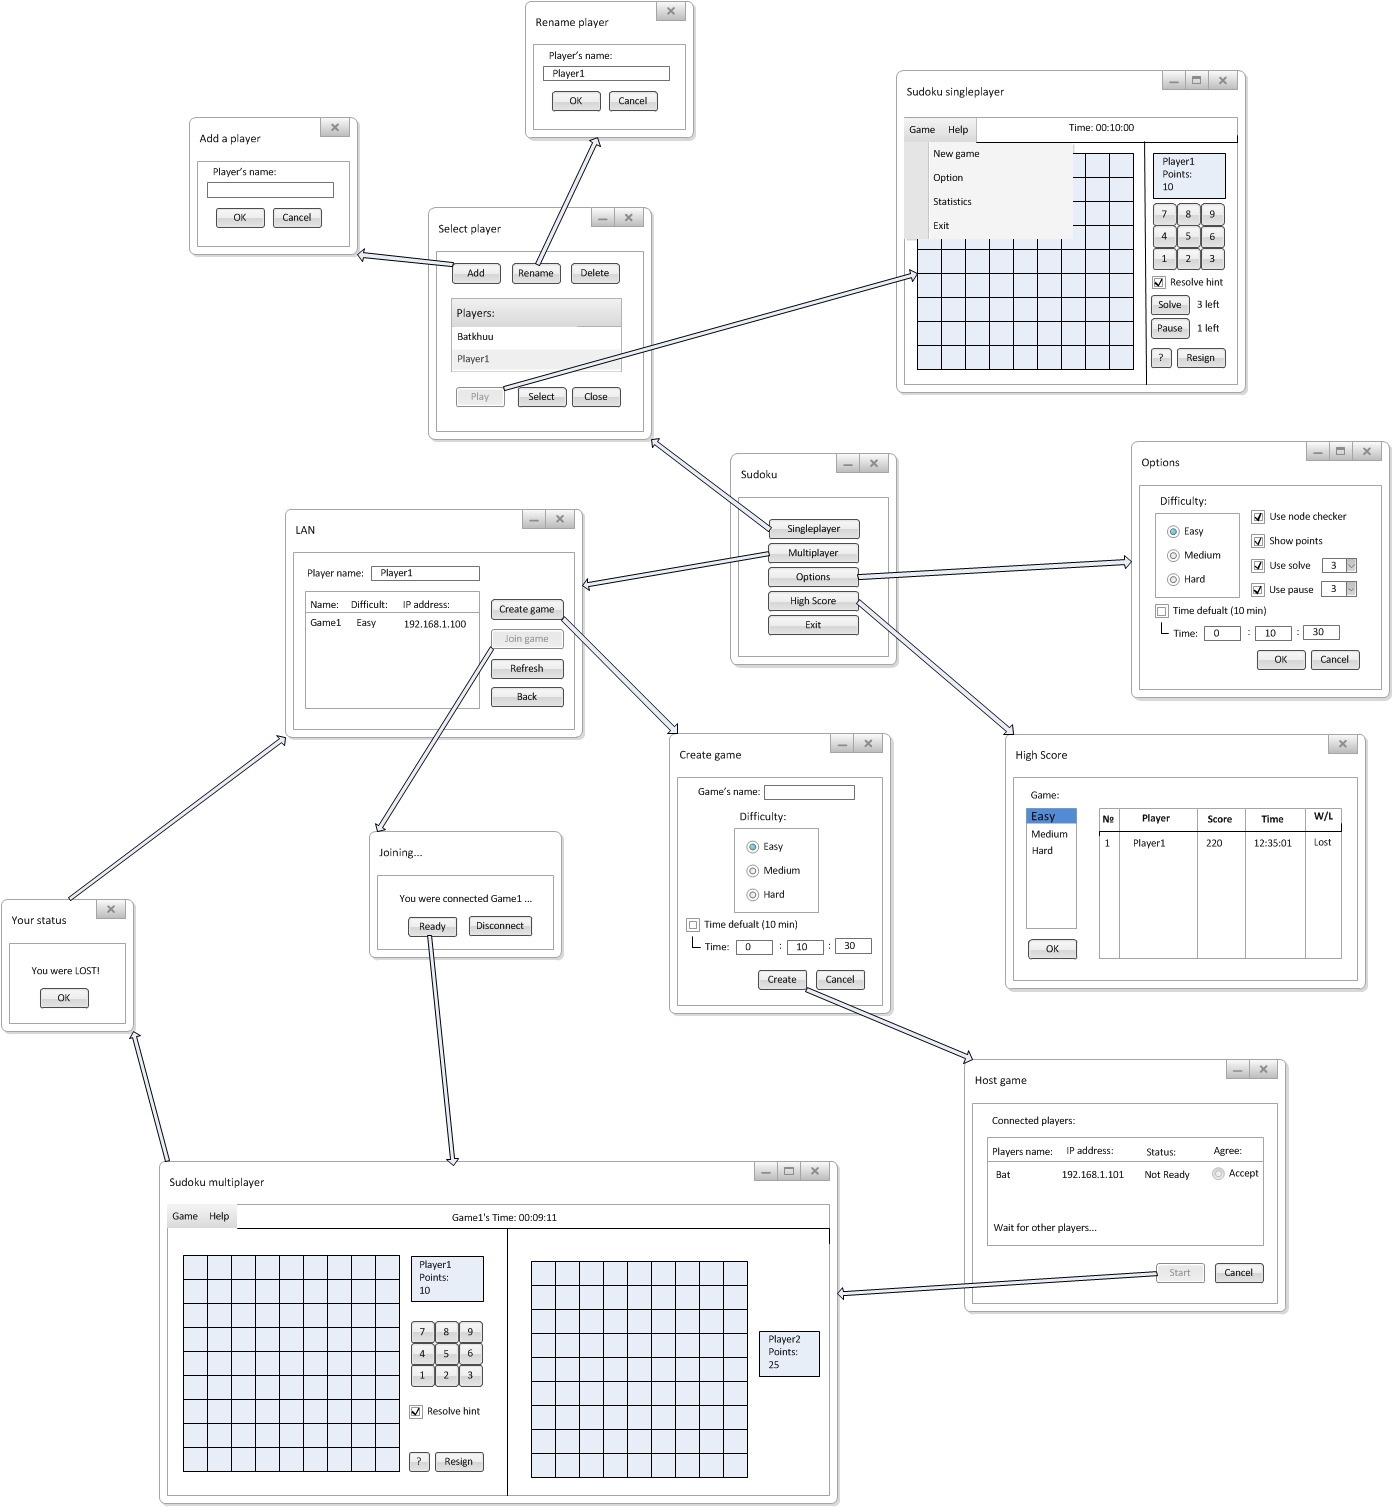 Rename player
Player's name:
Player1
OK Cancel
Add a player
Player's name:
OK Cancel
Select player
Add Rename Delete
Players:
Batkhuu
Player1
Play Select Close
Sudoku singleplayer
Game Help Time: 00:10:00
New game
Option
Statistics
Exit
Player1
Points:
10
7 8 9
4 5 6
1 2 3
Resolve hint
Solve 3 left
Pause 1 left
? Resign
Sudoku
Singleplayer
Multiplayer
Options
High Score
Exit
Options
Difficulty:
Easy
Medium
Hard
Use node checker
Show points
Use solve 3
Use pause 3
Time defualt (10 min)
Time: 0 : 10 : 30
OK Cancel
LAN
Player name: Player1
Name: Difficult: IP address:
Game1 Easy 192.168.1.100
Create game
Join game
Refresh
Back
Create game
Game's name:
Difficulty:
Easy
Medium
Hard
Time defualt (10 min)
Time: 0 : 10 : 30
Create Cancel
High Score
Game:
Easy
Medium
Hard
OK
№ Player Score Time W/L
1 Player1 220 12:35:01 Lost
Joining...
You were connected Game1 ...
Ready Disconnect
Your status
You were LOST!
OK
Host game
Connected players:
Players name: IP address: Status: Agree:
Bat 192.168.1.101 Not Ready Accept
Wait for other players...
Start Cancel
Sudoku multiplayer
Game Help Game1's Time: 00:09:11
Player1
Points:
10
7 8 9
4 5 6
1 2 3
Resolve hint
? Resign
Player2
Points:
25